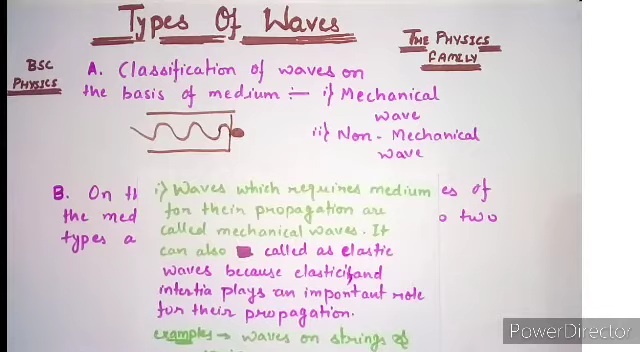 Types Of Waves
THE PHYSICS
FAMILY
BSC
PHYSICS
A. Classification of waves on
the basis of medium :- i) Mechanical
wave
ii) Non-Mechanical
wave
B. On th
es of
the med
o two
types a
i) Waves which requires medium
for their propagation are
called mechanical waves. It
can also called as elastic
waves because elasticity and
intertia plays an important role
for their propagation.
examples → waves on strings
PowerDirector